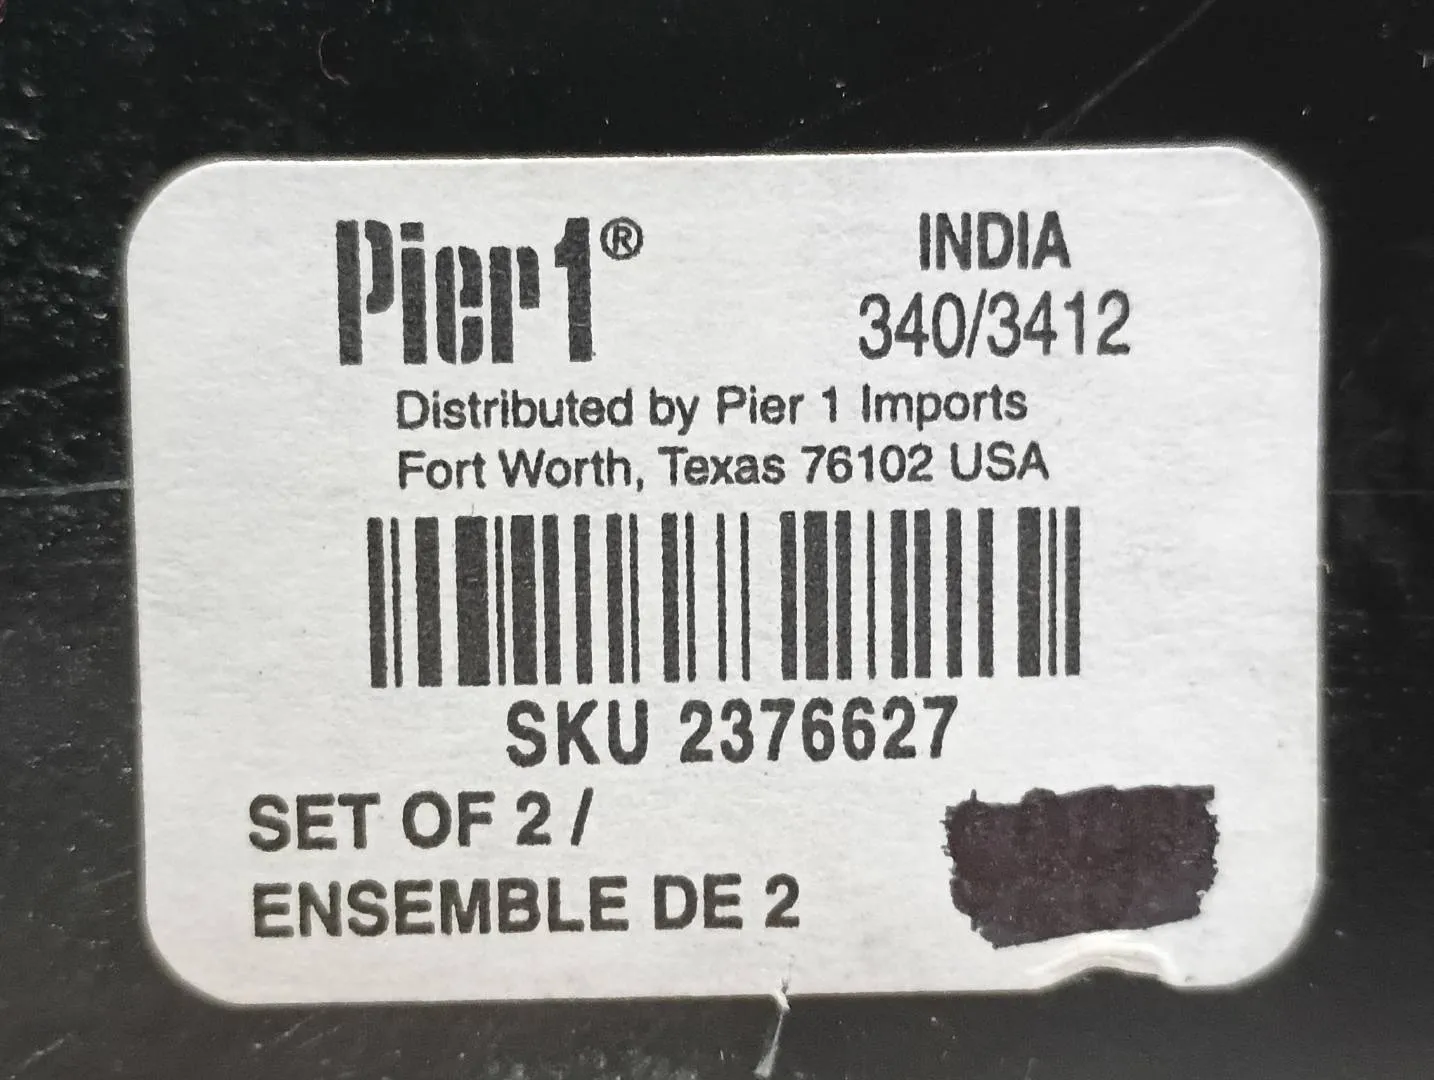 Pier1®
INDIA
340/3412
Distributed by Pier 1 Imports
Fort Worth, Texas 76102 USA
SKU 2376627
SET OF 2 /
ENSEMBLE DE 2